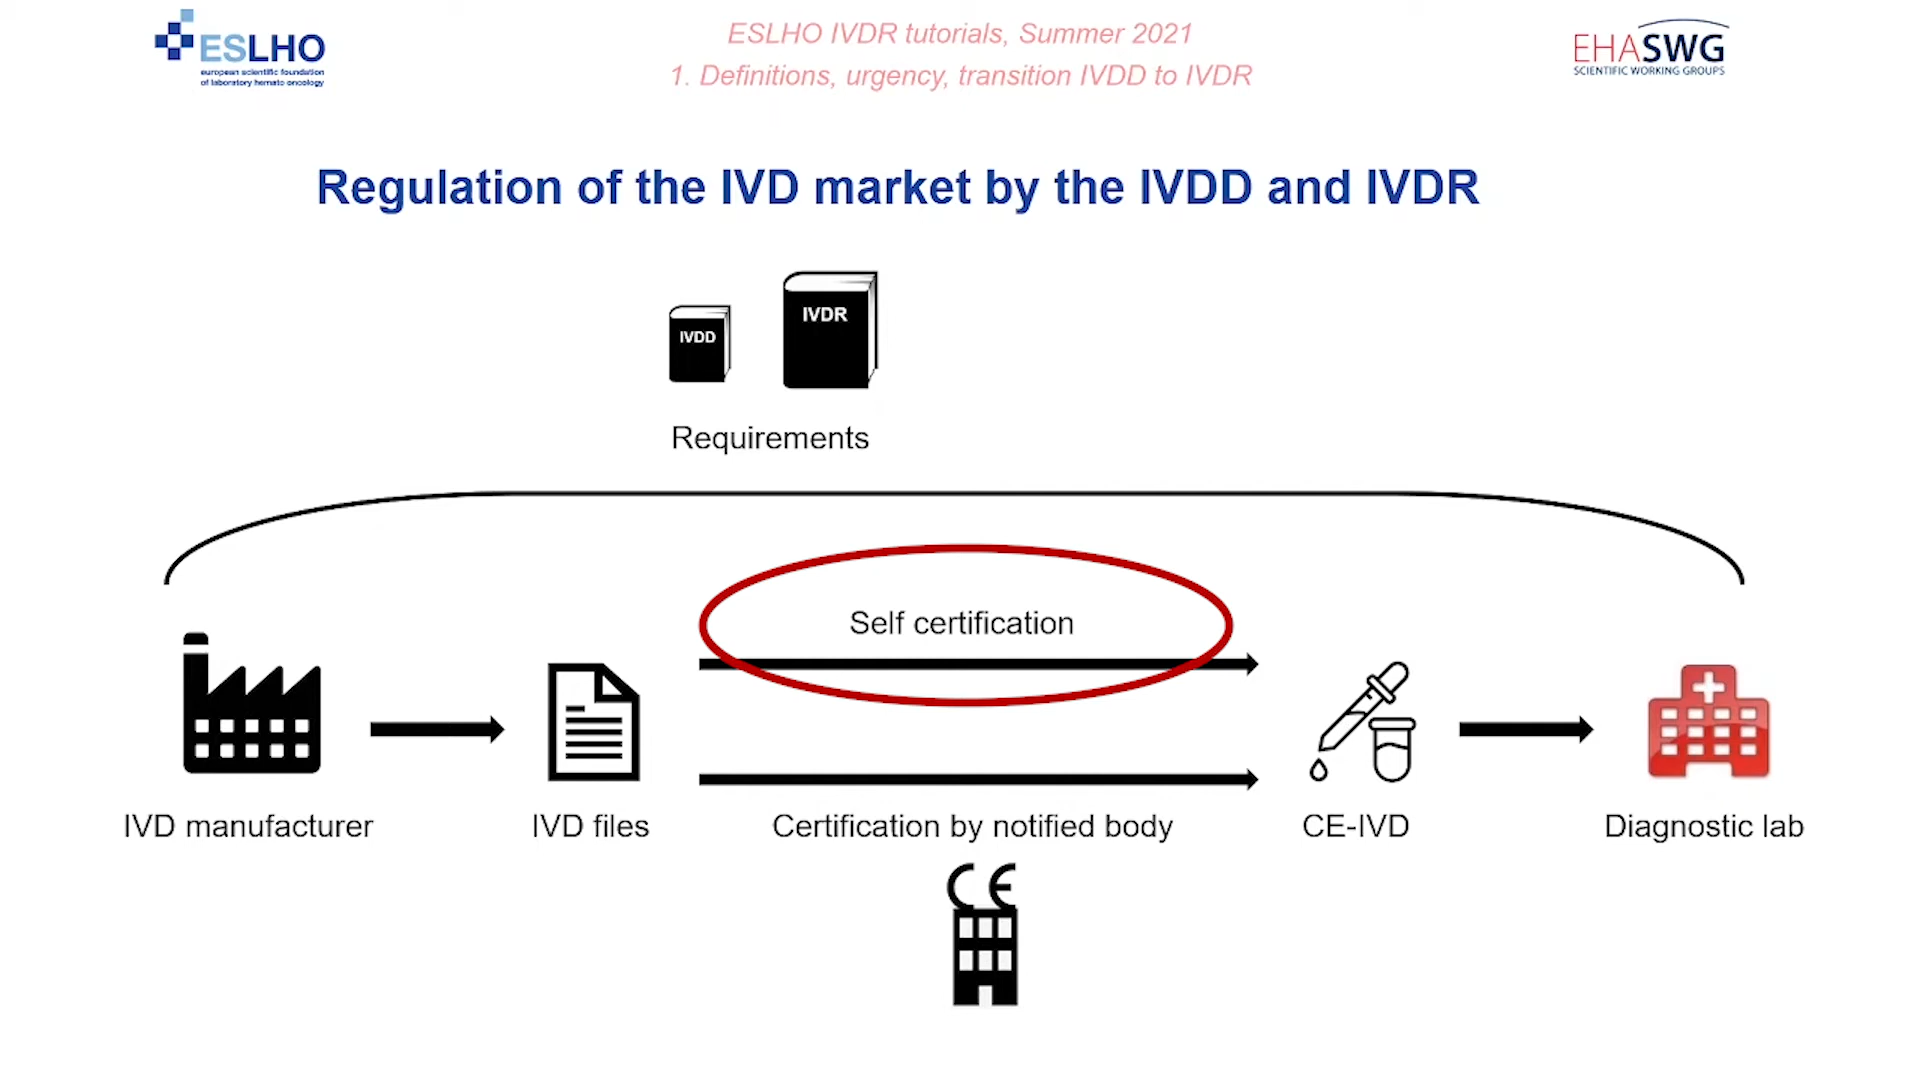 ESLHO
european scientific foundation
of laboratory hemato oncology
ESLHO IVDR tutorials, Summer 2021
1. Definitions, urgency, transition IVDD to IVDR
EHASWG
SCIENTIFIC WORKING GROUPS
Regulation of the IVD market by the IVDD and IVDR
IVDD
IVDR
Requirements
Self certification
IVD manufacturer
IVD files
Certification by notified body
CE-IVD
Diagnostic lab
CE